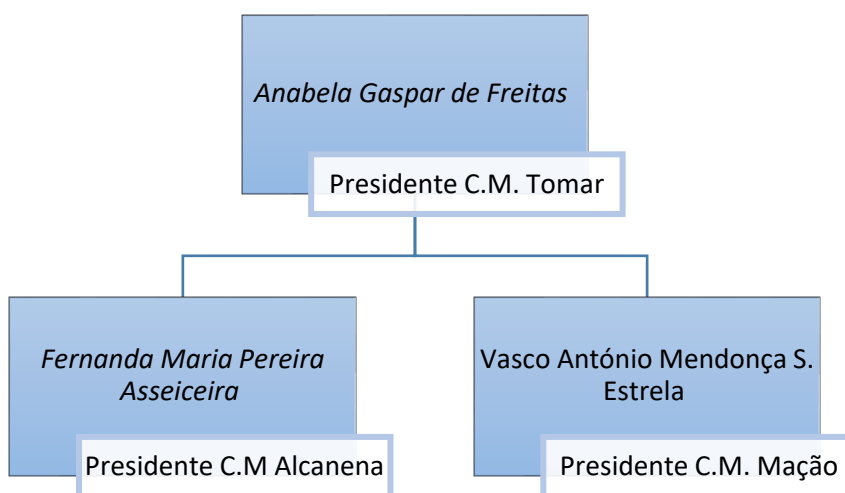 Anabela Gaspar de Freitas
Presidente C.M. Tomar
Fernanda Maria Pereira
Asseiceira
Presidente C.M Alcanena
Vasco António Mendonça S.
Estrela
Presidente C.M. Mação